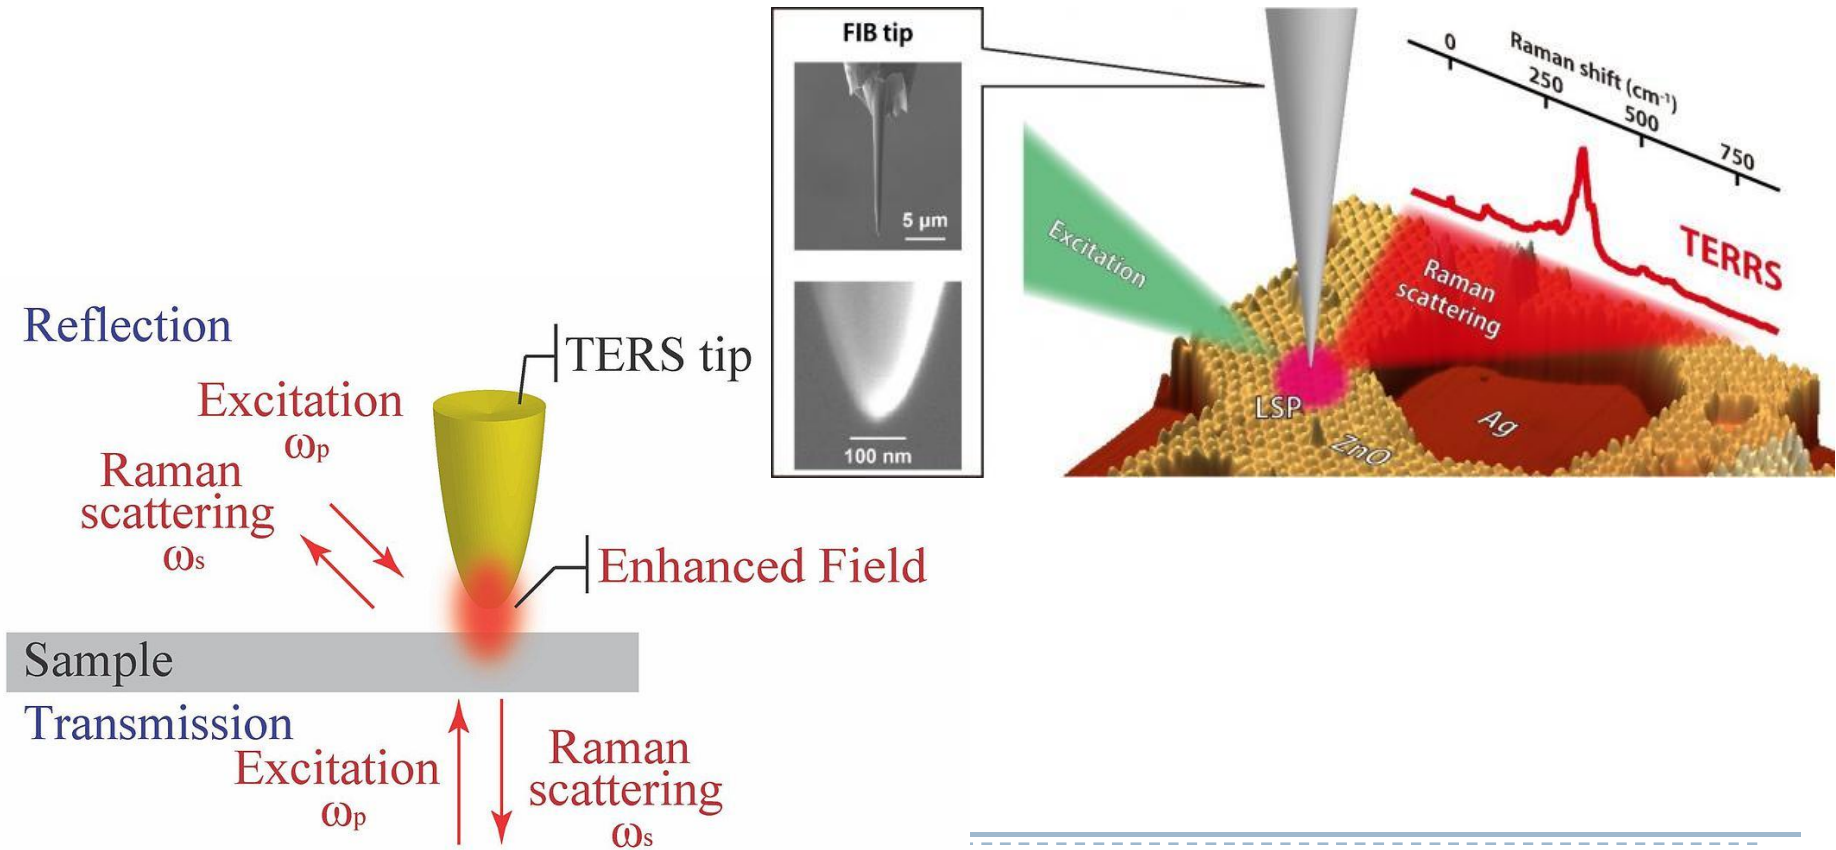 FIB tip
5 μm
100 nm
0
250
500
750
Raman shift (cm⁻¹)
Excitation
Raman
scattering
TERRS
LSP
ZnO
Ag
Reflection
TERS tip
Excitation
ωp
Raman
scattering
ωs
Enhanced Field
Sample
Transmission
Excitation
ωp
Raman
scattering
ωs